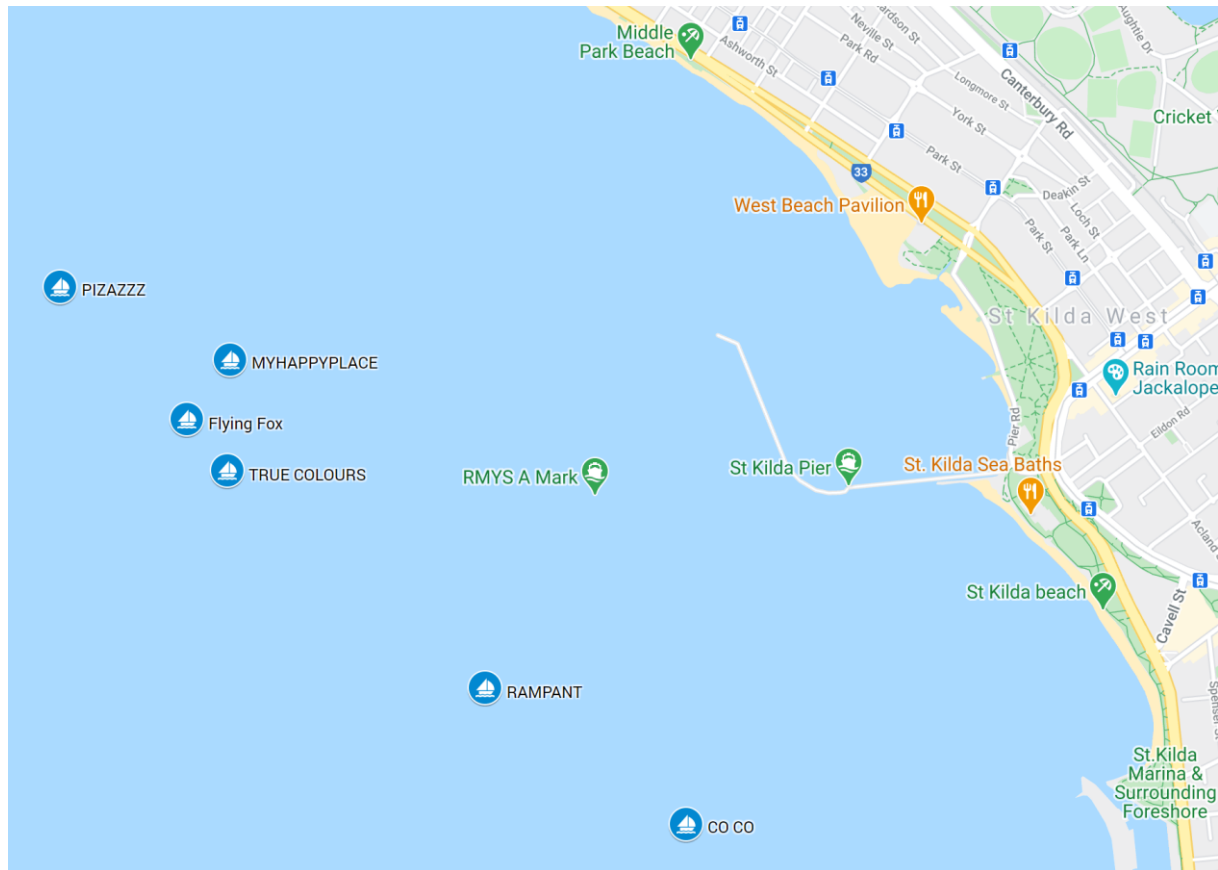 Middle
Park Beach
Ashworth St
Neville St
Park Rd
Longmore St
York St
Canterbury Rd
Aughtie Dr
Cricket
33
Park St
Deakin St
Loch St
Park Ln
Park St
West Beach Pavilion
PIZAZZZ
St Kilda West
MYHAPPYPLACE
Rain Room
Jackalope
Flying Fox
Pier Rd
Eildon Rd
TRUE COLOURS
RMYS A Mark
St Kilda Pier
St. Kilda Sea Baths
Acland
St Kilda beach
Cavell St
RAMPANT
St.Kilda
Marina &
Surrounding
Foreshore
CO CO